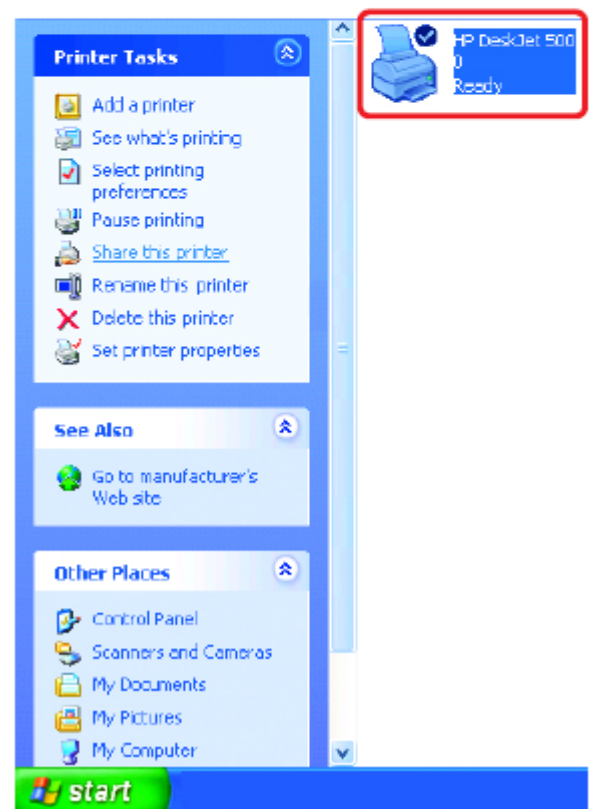 Printer Tasks
Add a printer
See what's printing
Select printing
preferences
Pause printing
Share this printer
Rename this printer
Delete this printer
Set printer properties
See Also
Go to manufacturer's
Web site
Other Places
Control Panel
Scanners and Cameras
My Documents
My Pictures
My Computer
HP DeskJet 500
0
Ready
start